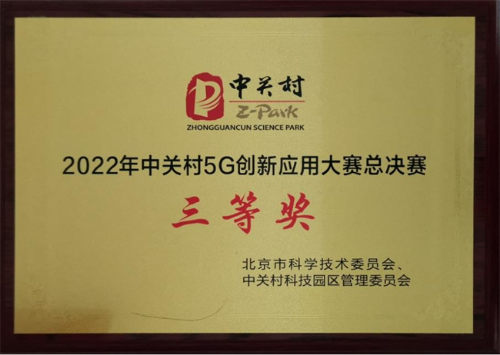 中关村
Z-Park
ZHONGGUANCUN SCIENCE PARK
2022年中关村5G创新应用大赛总决赛
三等奖
北京市科学技术委员会、
中关村科技园区管理委员会